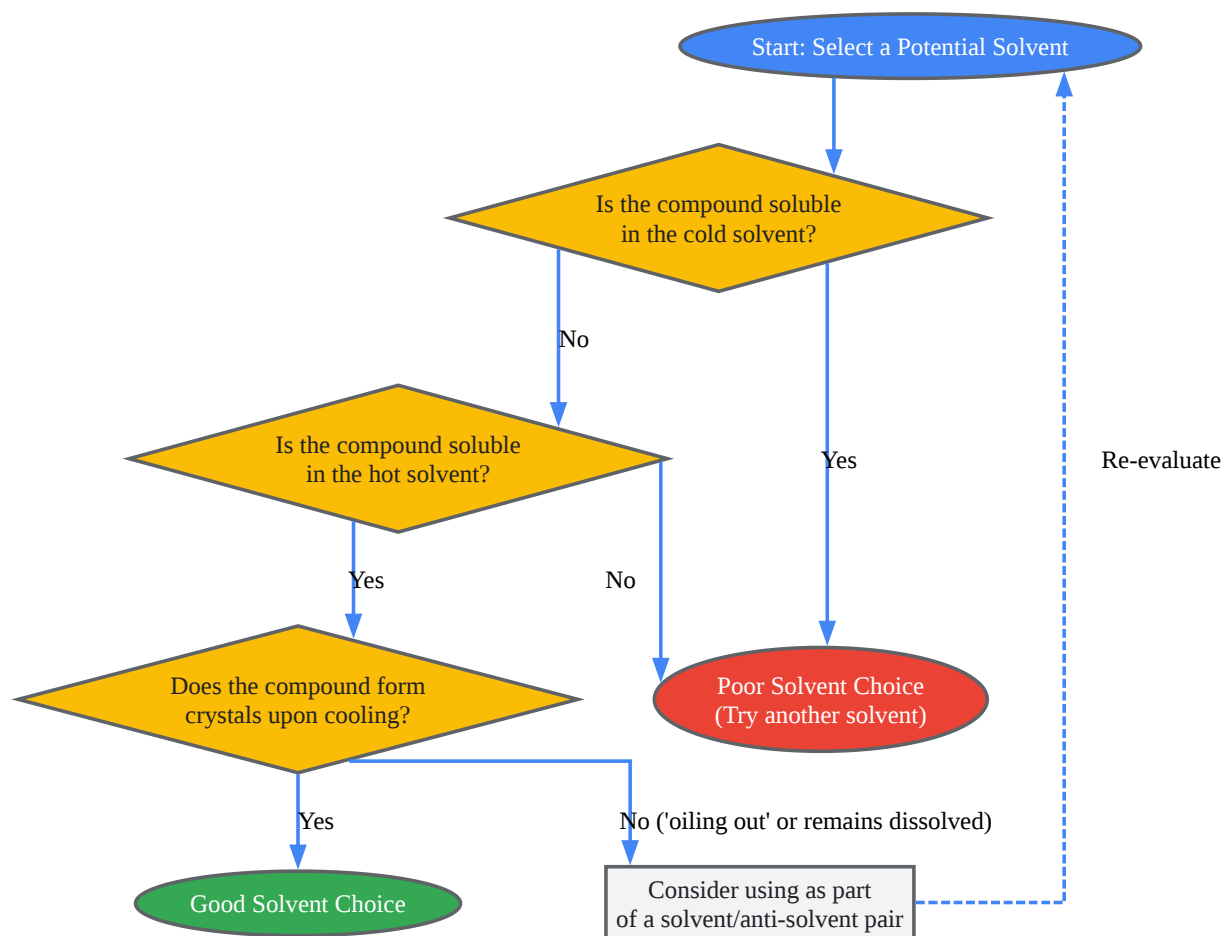 Start: Select a Potential Solvent
Is the compound soluble
in the cold solvent?
No
Is the compound soluble
in the hot solvent?
Yes
Re-evaluate
Yes
No
Does the compound form
crystals upon cooling?
Poor Solvent Choice
(Try another solvent)
Yes
No ('oiling out' or remains dissolved)
Good Solvent Choice
Consider using as part
of a solvent/anti-solvent pair